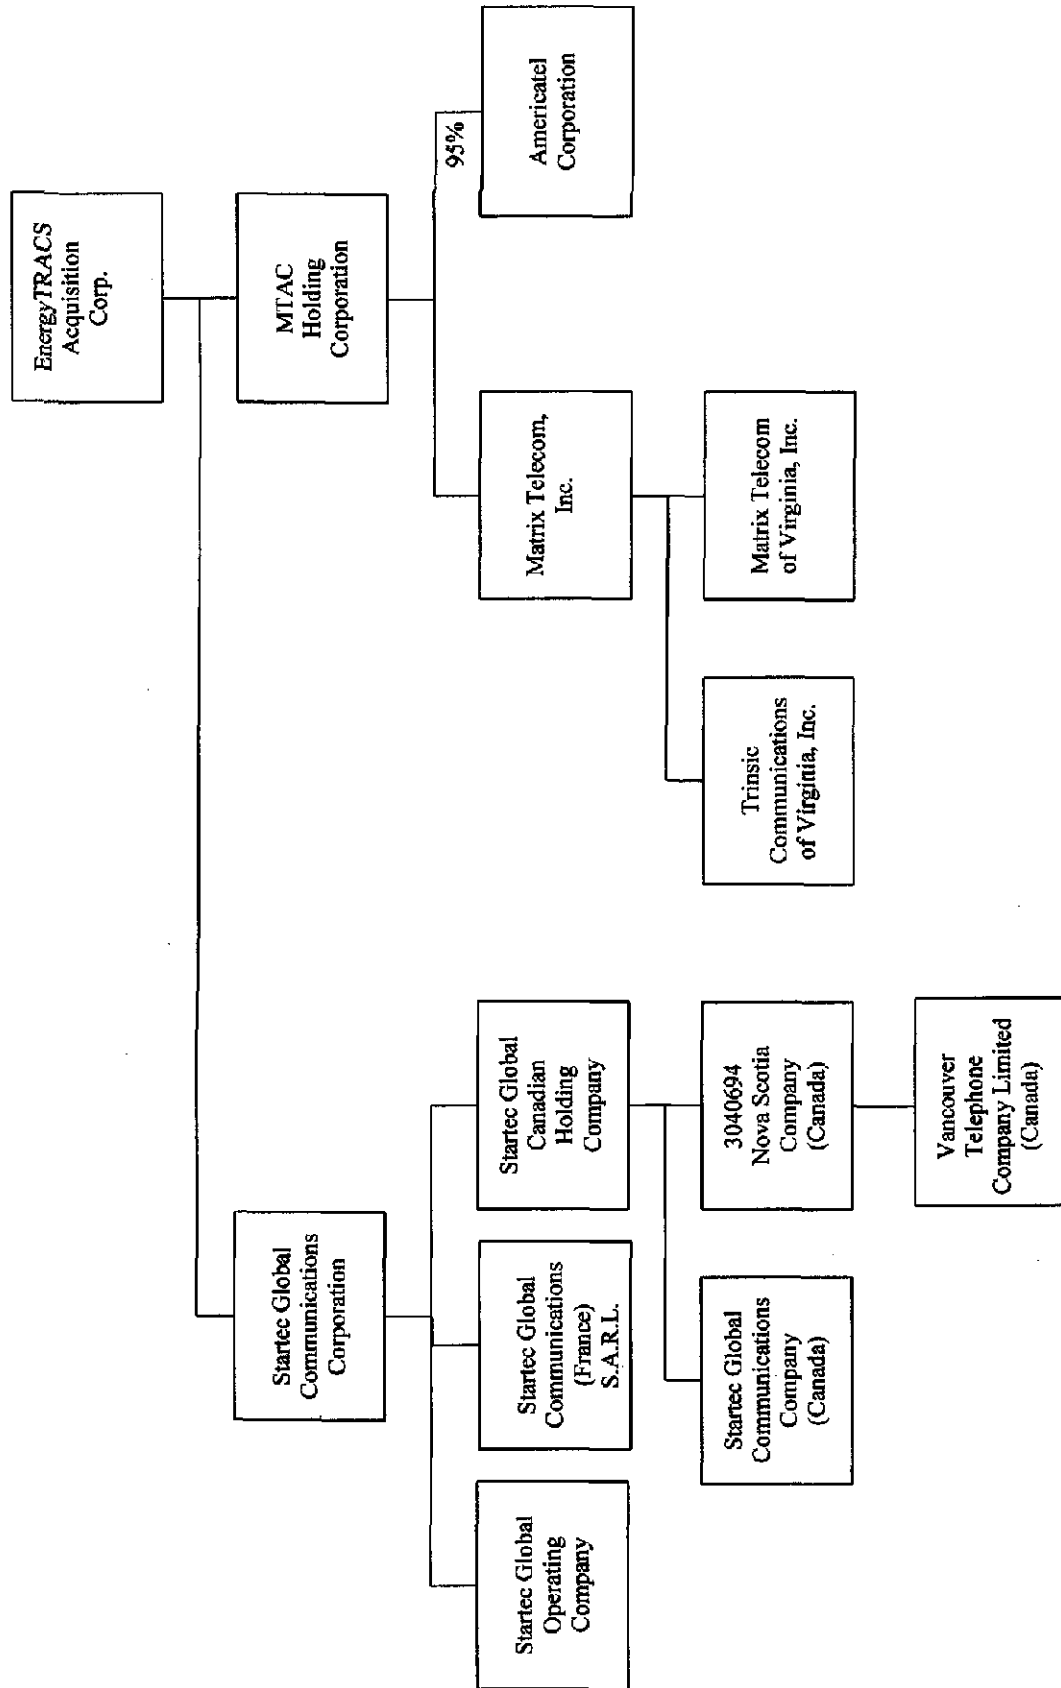 EnergyTRACS
Acquisition
Corp.
Startec Global
Communications
Corporation
MTAC
Holding
Corporation
95%
Startec Global
Operating
Company
Startec Global
Communications
(France)
S.A.R.L.
Startec Global
Canadian
Holding
Company
Matrix Telecom,
Inc.
Americatel
Corporation
Startec Global
Communications
Company
(Canada)
3040694
Nova Scotia
Company
(Canada)
Trinsic
Communications
of Virginia, Inc.
Matrix Telecom
of Virginia, Inc.
Vancouver
Telephone
Company Limited
(Canada)